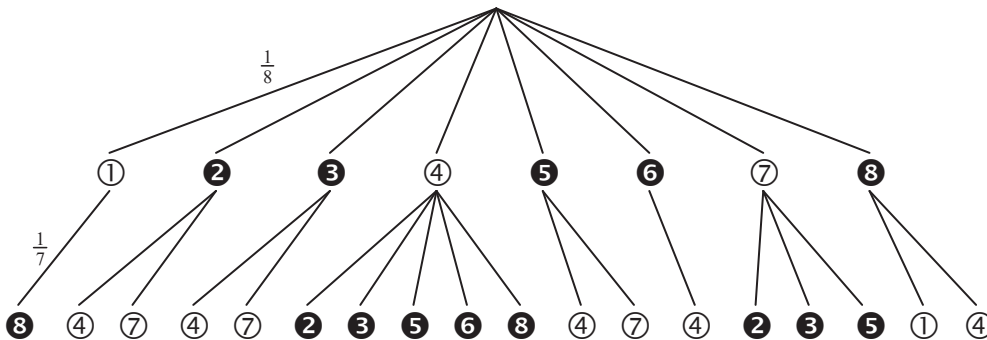 1/8
① ❷ ❸ ④ ❺ ❻ ⑦ ❽
1/7
❽ ④ ⑦ ④ ⑦ ❷ ❸ ❺ ❻ ❽ ④ ⑦ ④ ❷ ❸ ❺ ① ④